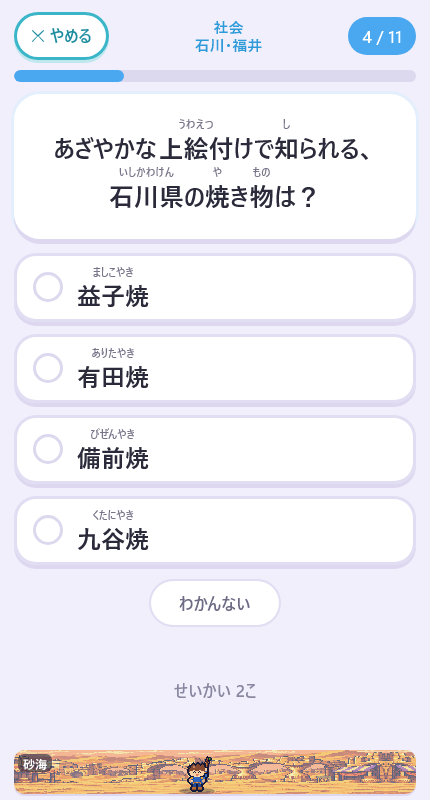 × やめる
社会
石川・福井
4 / 11
うわえつ し
あざやかな上絵付けで知られる、
いしかわけん や もの
石川県の焼き物は？
ましこやき
益子焼
ありたやき
有田焼
びぜんやき
備前焼
くたにやき
九谷焼
わかんない
せいかい 2こ
砂海